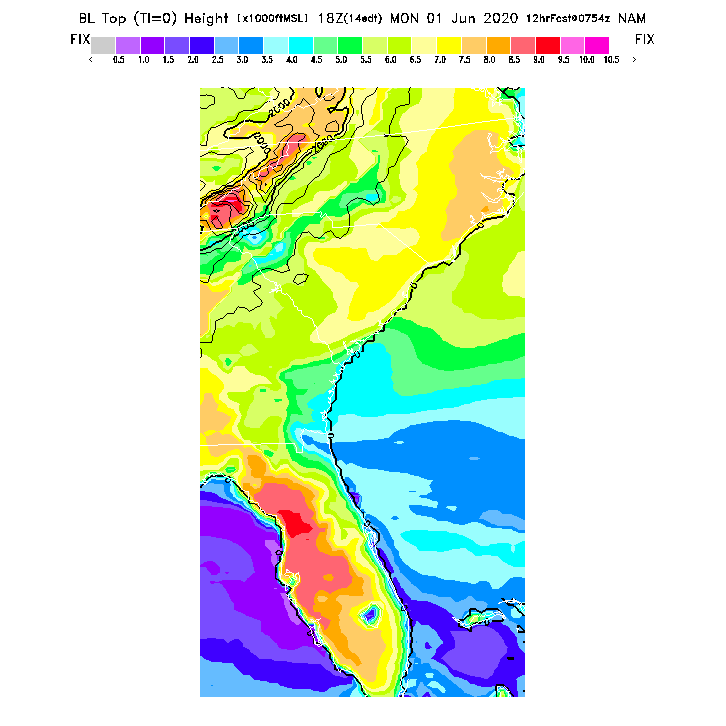 BL Top (TI=0) Height [x1000ftMSL] 18Z(14edt) MON 01 Jun 2020 12hrFcst@0754z NAM
FIX FIX
< 0.5 1.0 1.5 2.0 2.5 3.0 3.5 4.0 4.5 5.0 5.5 6.0 6.5 7.0 7.5 8.0 8.5 9.0 9.5 10.0 10.5 >
2000
2000
2000